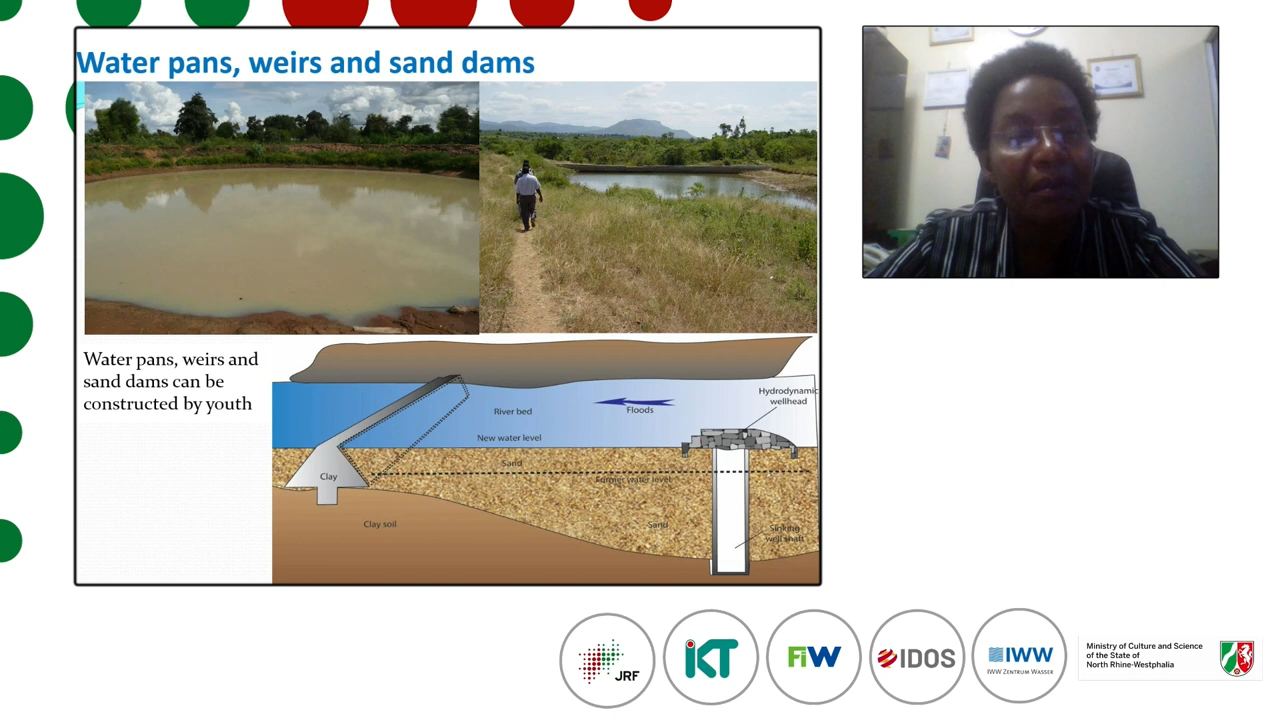 Water pans, weirs and sand dams
Water pans, weirs and
sand dams can be
constructed by youth
Hydrodynamic
wellhead
Floods
River bed
New water level
Sand
Former water level
Clay
Clay soil
Sand
Sinking
well shaft
JRF
iKT
FiW
IDOS
IWW
IWW ZENTRUM WASSER
Ministry of Culture and Science
of the State of
North Rhine-Westphalia